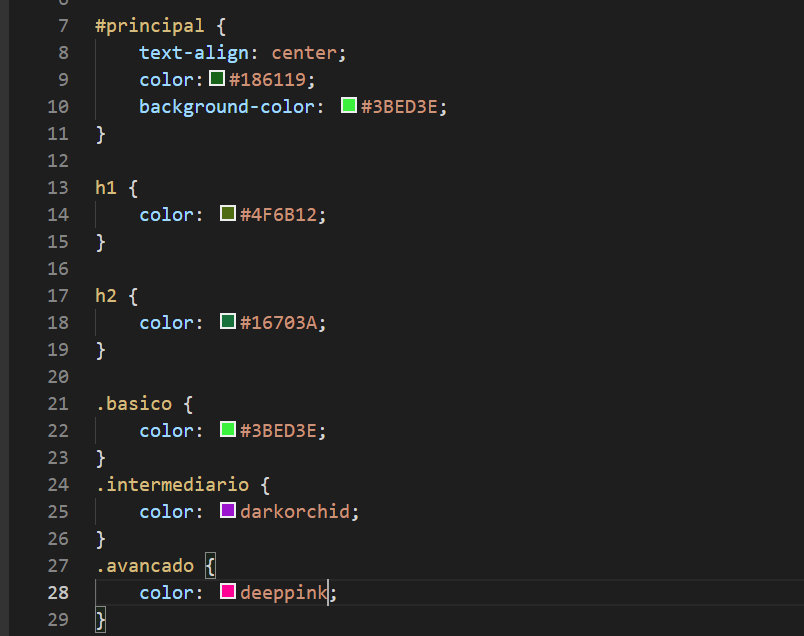 7 #principal {
8 text-align: center;
9 color: #186119;
10 background-color: #3BED3E;
11 }
12
13 h1 {
14 color: #4F6B12;
15 }
16
17 h2 {
18 color: #16703A;
19 }
20
21 .basico {
22 color: #3BED3E;
23 }
24 .intermediario {
25 color: darkorchid;
26 }
27 .avancado {
28 color: deeppink;
29 }